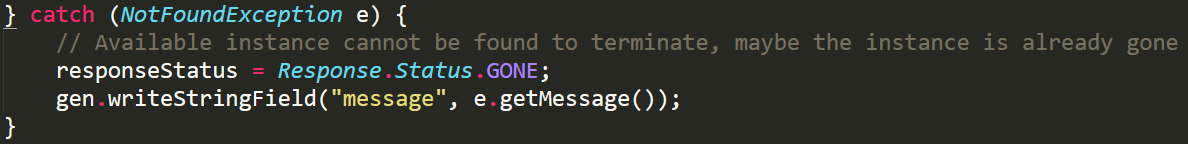 } catch (NotFoundException e) {
    // Available instance cannot be found to terminate, maybe the instance is already gone
    responseStatus = Response.Status.GONE;
    gen.writeStringField("message", e.getMessage());
}